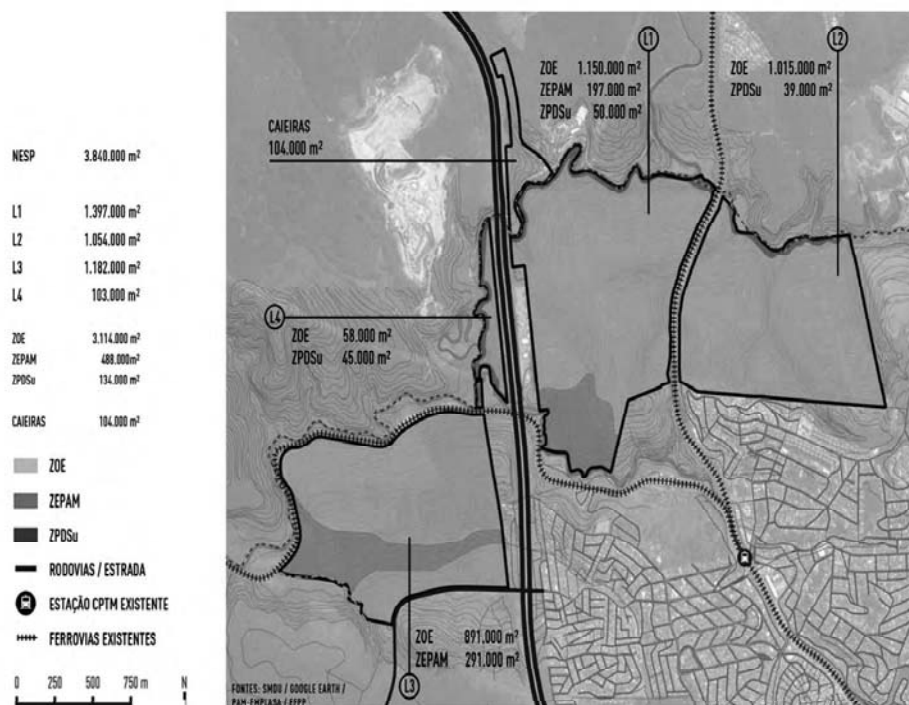 NESP 3.840.000 m²
L1 1.397.000 m²
L2 1.054.000 m²
L3 1.182.000 m²
L4 103.000 m²
ZOE 3.114.000 m²
ZEPAM 488.000m²
ZPDSu 134.000 m²
CAIEIRAS 104.000 m²
ZOE
ZEPAM
ZPDSu
RODOVIAS / ESTRADA
ESTAÇÃO CPTM EXISTENTE
FERROVIAS EXISTENTES
0 250 500 750 m N
L1
ZOE 1.150.000 m²
ZEPAM 197.000 m²
ZPDSu 50.000 m²
L2
ZOE 1.015.000 m²
ZPDSu 39.000 m²
CAIEIRAS
104.000 m²
L4
ZOE 58.000 m²
ZPDSu 45.000 m²
ZOE 891.000 m²
ZEPAM 291.000 m²
L3
FONTES: SMDU / GOOGLE EARTH /
PAM-EMPLASA / FFPP